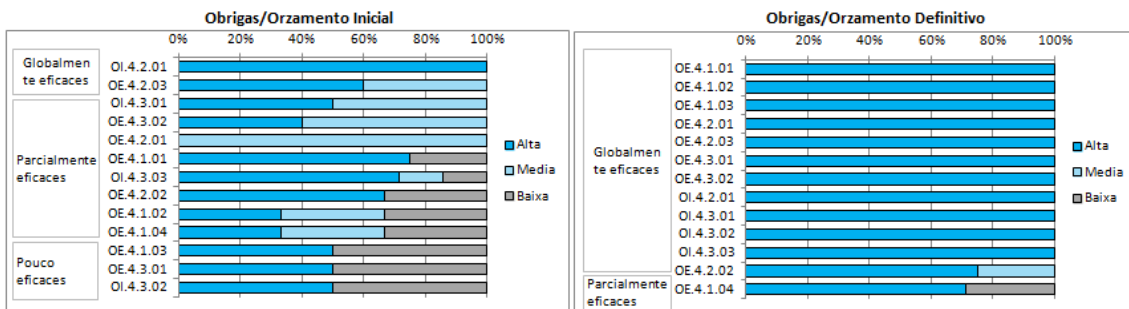 Obrigas/Orzamento Inicial
0% 20% 40% 60% 80% 100%
Globalmen
te eficaces
Parcialmente
eficaces
Pouco
eficaces
OI.4.2.01
OE.4.2.03
OI.4.3.01
OE.4.3.02
OE.4.2.01
OE.4.1.01
OI.4.3.03
OE.4.2.02
OE.4.1.02
OE.4.1.04
OE.4.1.03
OE.4.3.01
OI.4.3.02
Alta
Media
Baixa
Obrigas/Orzamento Definitivo
0% 20% 40% 60% 80% 100%
Globalmen
te eficaces
Parcialmente
eficaces
OE.4.1.01
OE.4.1.02
OE.4.1.03
OE.4.2.01
OE.4.2.03
OE.4.3.01
OE.4.3.02
OI.4.2.01
OI.4.3.01
OI.4.3.02
OI.4.3.03
OE.4.2.02
OE.4.1.04
Alta
Media
Baixa